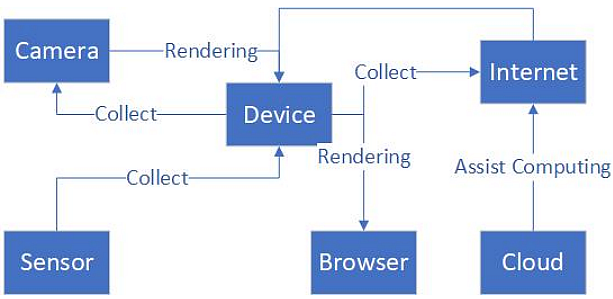 Camera
Rendering
Collect
Internet
Collect
Device
Rendering
Assist Computing
Collect
Sensor
Browser
Cloud